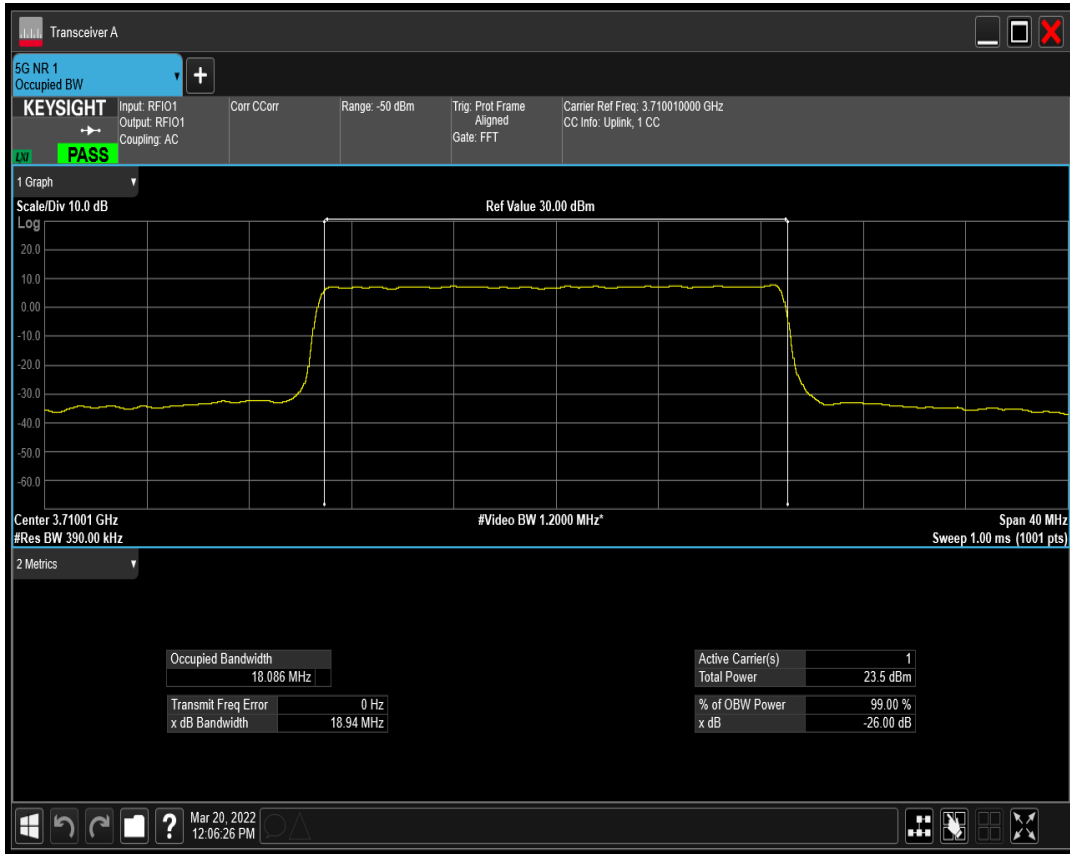 Transceiver A
5G NR 1
Occupied BW
+
KEYSIGHT
LXI
PASS
Input: RFIO1
Output: RFIO1
Coupling: AC
Corr CCorr
Range: -50 dBm
Trig: Prot Frame
Aligned
Gate: FFT
Carrier Ref Freq: 3.710010000 GHz
CC Info: Uplink, 1 CC
1 Graph
Scale/Div 10.0 dB
Ref Value 30.00 dBm
Log
20.0
10.0
0.00
-10.0
-20.0
-30.0
-40.0
-50.0
-60.0
Center 3.71001 GHz
#Video BW 1.2000 MHz*
Span 40 MHz
#Res BW 390.00 kHz
Sweep 1.00 ms (1001 pts)
2 Metrics
Occupied Bandwidth
18.086 MHz
Transmit Freq Error 0 Hz
x dB Bandwidth 18.94 MHz
Active Carrier(s) 1
Total Power 23.5 dBm
% of OBW Power 99.00 %
x dB -26.00 dB
?
Mar 20, 2022
12:06:26 PM